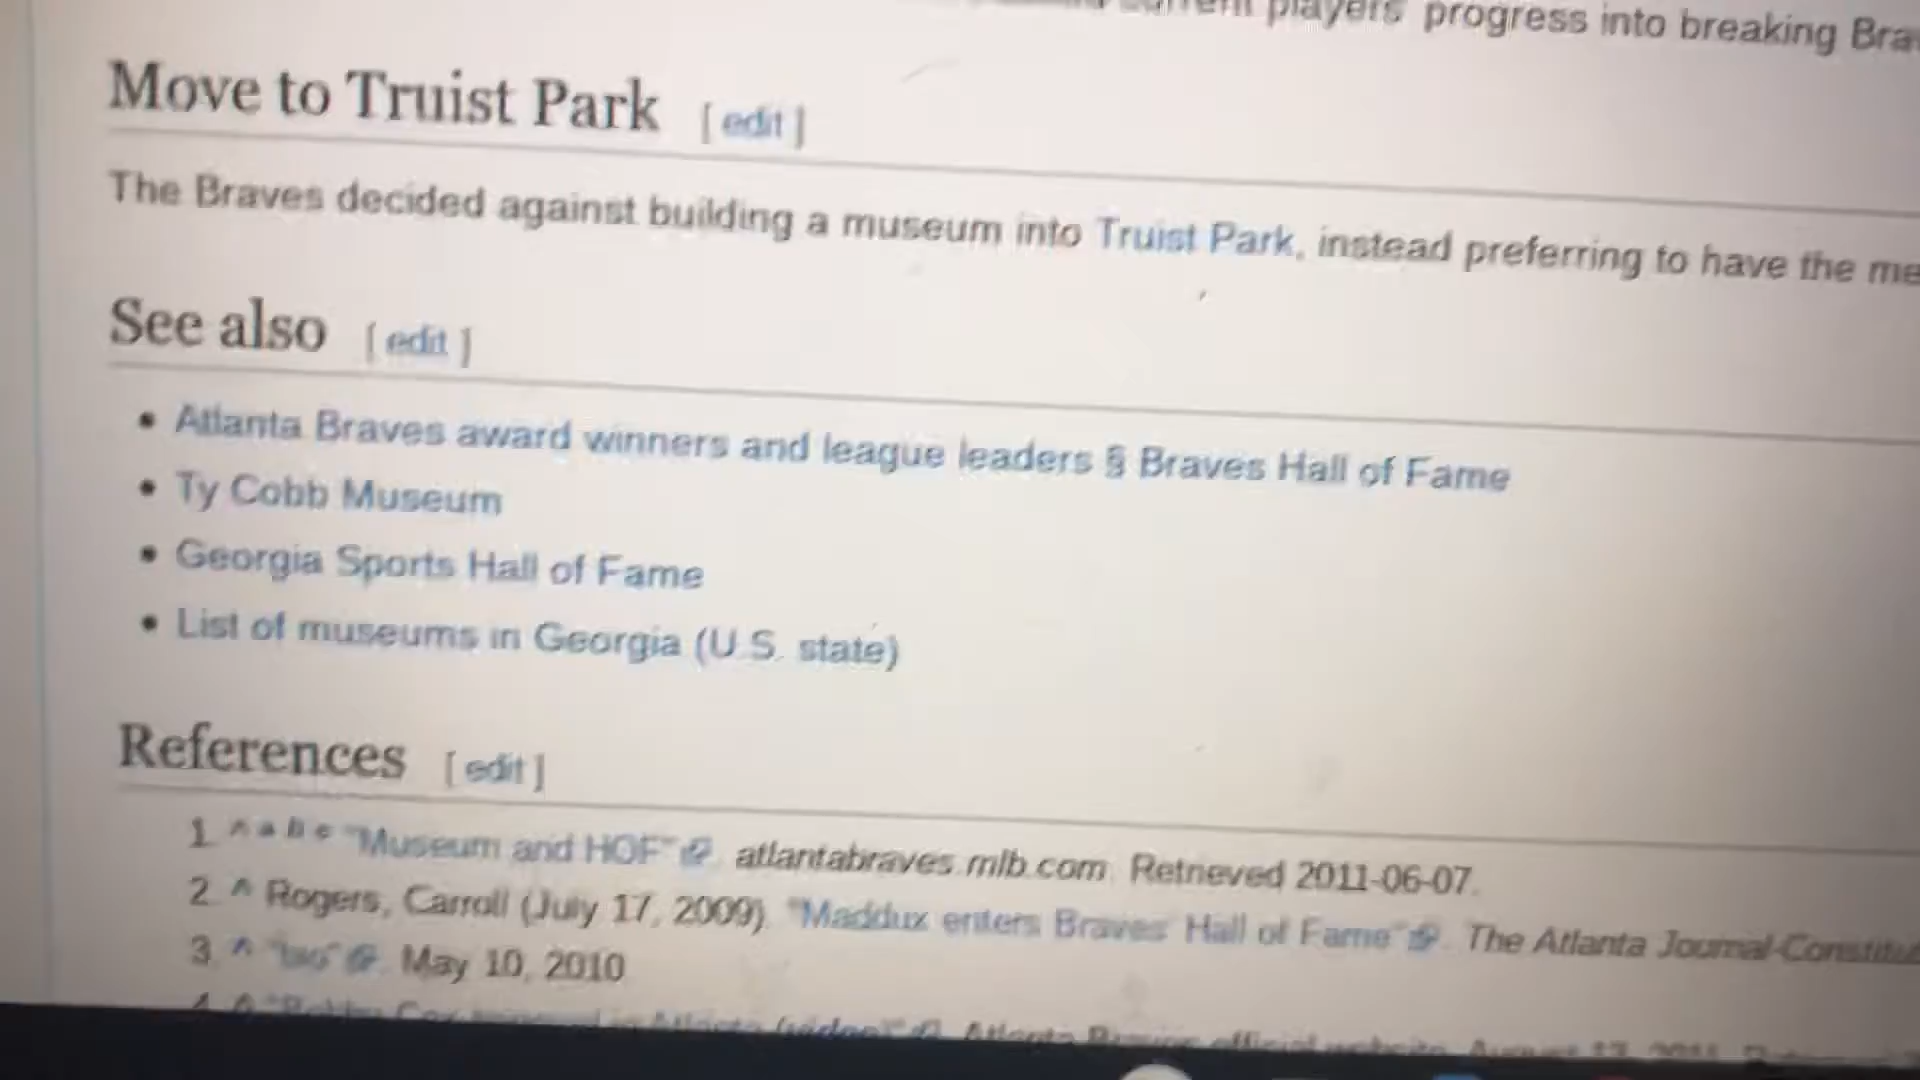 players' progress into breaking
Move to Truist Park [ edit ]
The Braves decided against building a museum into Truist Park, instead preferring to have the
See also [ edit ]
• Atlanta Braves award winners and league leaders § Braves Hall of Fame
• Ty Cobb Museum
• Georgia Sports Hall of Fame
• List of museums in Georgia (U.S. state)
References [ edit ]
1. ^ a b c "Museum and HOF". atlantabraves.mlb.com. Retrieved 2011-06-07.
2. ^ Rogers, Carroll (July 17, 2009). "Maddux enters Braves' Hall of Fame". The Atlanta
3. ^ May 10, 2010